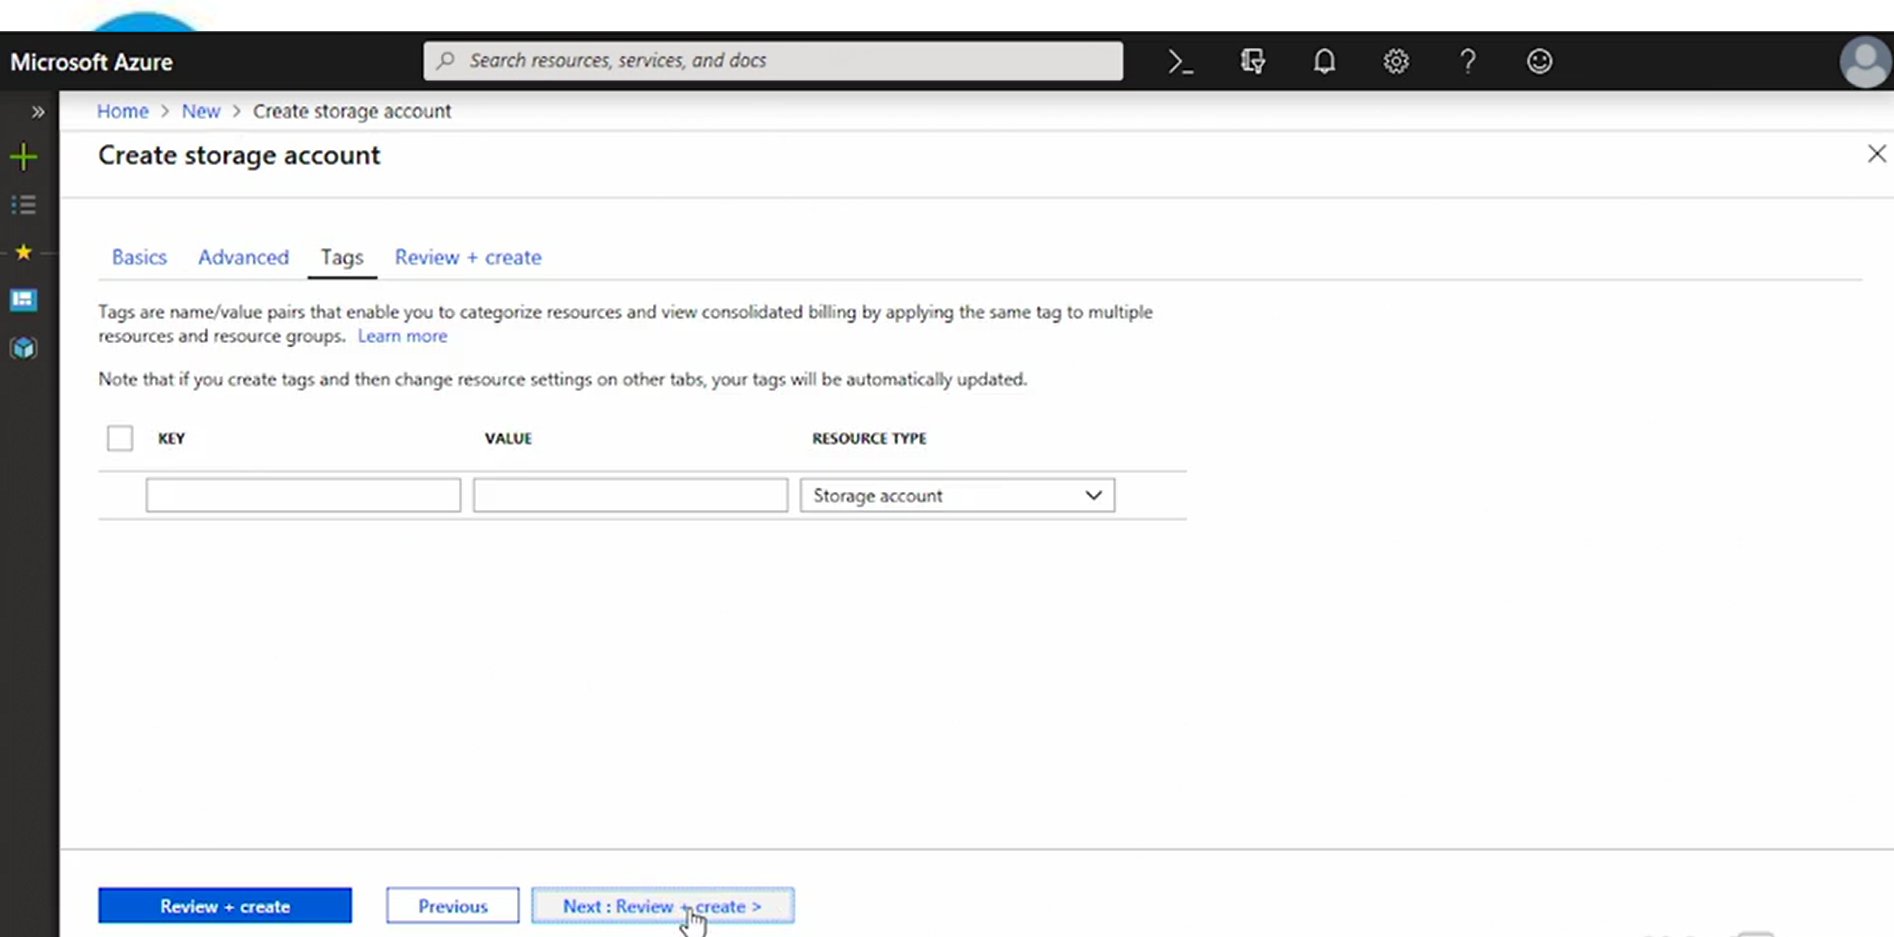 Microsoft Azure
Search resources, services, and docs
Home > New > Create storage account
Create storage account
Basics Advanced Tags Review + create
Tags are name/value pairs that enable you to categorize resources and view consolidated billing by applying the same tag to multiple
resources and resource groups. Learn more
Note that if you create tags and then change resource settings on other tabs, your tags will be automatically updated.
KEY VALUE RESOURCE TYPE
Storage account
Review + create Previous Next : Review + create >